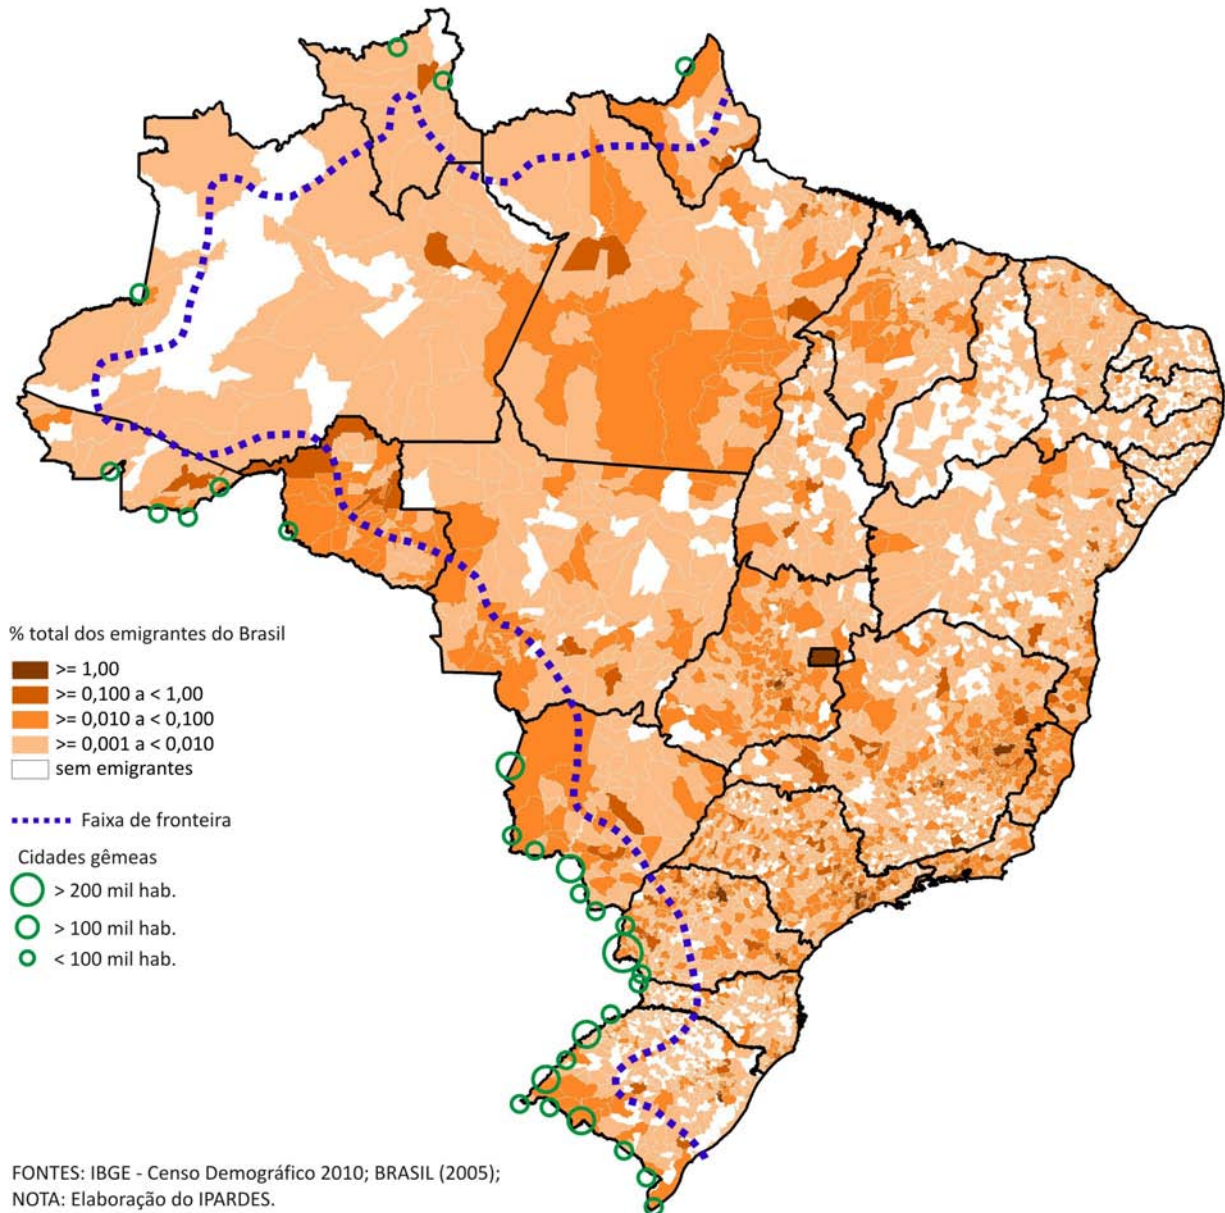 % total dos emigrantes do Brasil
>= 1,00
>= 0,100 a < 1,00
>= 0,010 a < 0,100
>= 0,001 a < 0,010
sem emigrantes
Faixa de fronteira
Cidades gêmeas
> 200 mil hab.
> 100 mil hab.
< 100 mil hab.
FONTES: IBGE - Censo Demográfico 2010; BRASIL (2005);
NOTA: Elaboração do IPARDES.